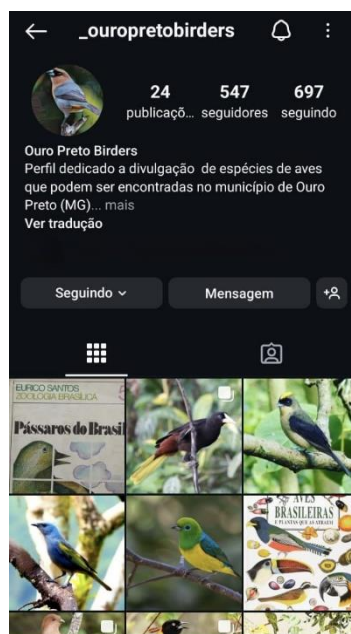 _ouropretobirders
24
547
697
publicaçõ... seguidores seguindo
Ouro Preto Birders
Perfil dedicado a divulgação de espécies de aves
que podem ser encontradas no município de Ouro
Preto (MG)... mais
Ver tradução
Seguindo
Mensagem
EURICO SANTOS
ZOOLOGIA BRASÍLICA
Pássaros do Brasil
AVES
BRASILEIRAS
E PLANTAS QUE AS ATRAEM